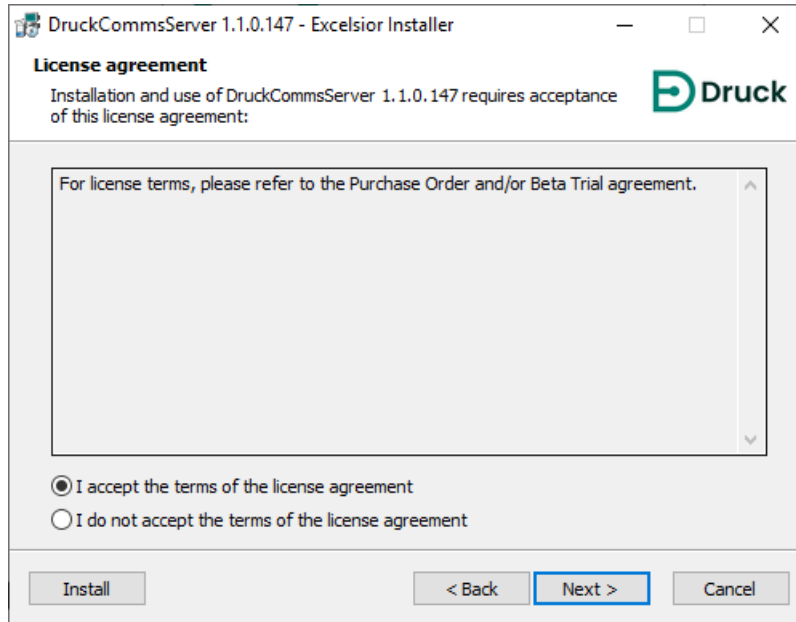 DruckCommsServer 1.1.0.147 - Excelsior Installer
License agreement
Installation and use of DruckCommsServer 1.1.0.147 requires acceptance
of this license agreement:
Druck
For license terms, please refer to the Purchase Order and/or Beta Trial agreement.
I accept the terms of the license agreement
I do not accept the terms of the license agreement
Install
< Back
Next >
Cancel